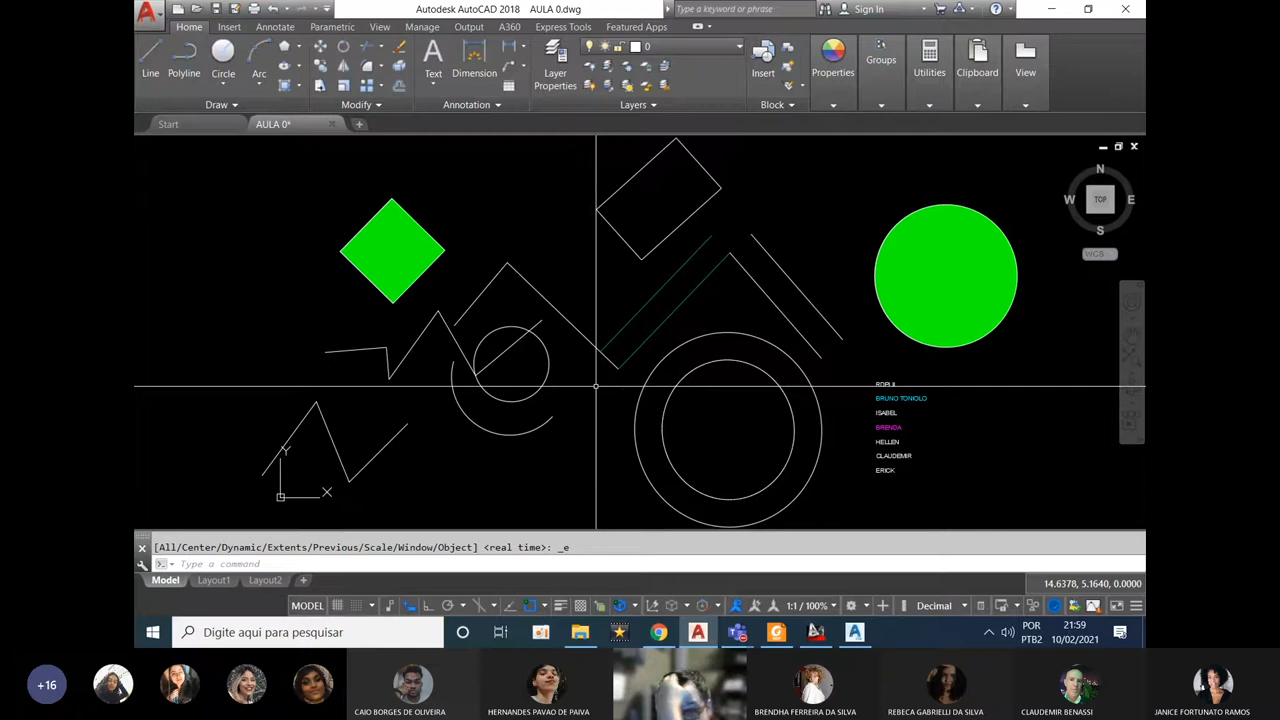 Autodesk AutoCAD 2018 AULA 0.dwg
Type a keyword or phrase
Sign In
Home Insert Annotate Parametric View Manage Output A360 Express Tools Featured Apps
Line Polyline Circle Arc
Text Dimension
Layer Properties
0
Insert
Properties Groups Utilities Clipboard View
Draw Modify Annotation Layers Block
Start AULA 0*
N
W TOP E
S
WCS
BRUNO TONIOLO
ISABEL
BRENDA
HELLEN
CLAUDEMIR
ERICK
Y
X
[All/Center/Dynamic/Extents/Previous/Scale/Window/Object] <real time>: _e
Type a command
Model Layout1 Layout2
14.6378, 5.1640, 0.0000
MODEL 1:1 / 100% Decimal
Digite aqui para pesquisar
POR 21:59
PTB2 10/02/2021
+16
CAIO BORGES DE OLIVEIRA
HERNANDES PAVAO DE PAIVA
BRENDHA FERREIRA DA SILVA
REBECA GABRIELLI DA SILVA
CLAUDEMIR BENASSI
JANICE FORTUNATO RAMOS